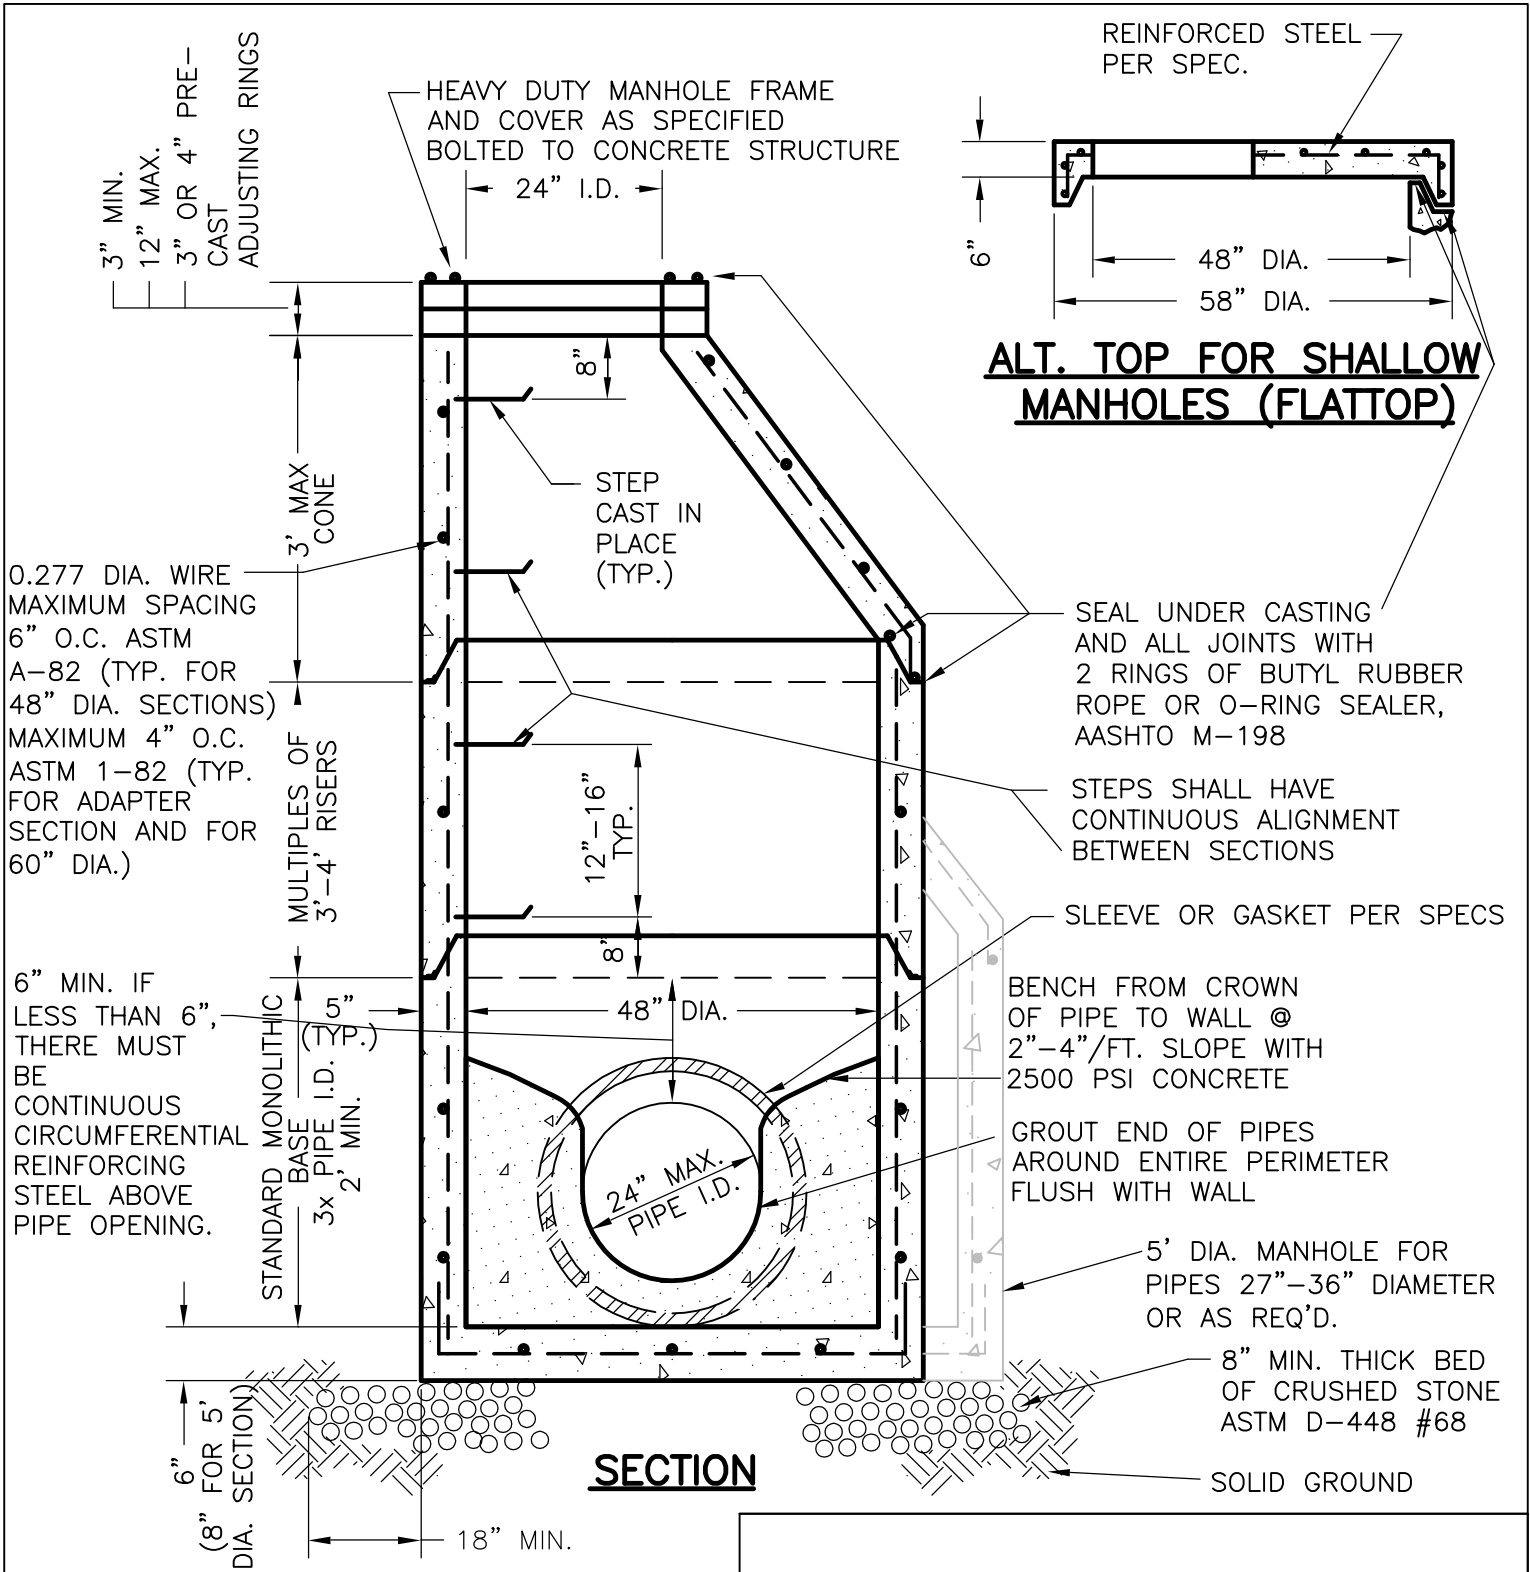 REINFORCED STEEL
PER SPEC.
3" MIN.
12" MAX.
3" OR 4" PRE-
CAST
ADJUSTING RINGS
HEAVY DUTY MANHOLE FRAME
AND COVER AS SPECIFIED
BOLTED TO CONCRETE STRUCTURE
24" I.D.
6"
48" DIA.
58" DIA.
ALT. TOP FOR SHALLOW
MANHOLES (FLATTOP)
8"
3' MAX
CONE
STEP
CAST IN
PLACE
(TYP.)
0.277 DIA. WIRE
MAXIMUM SPACING
6" O.C. ASTM
A-82 (TYP. FOR
48" DIA. SECTIONS)
MAXIMUM 4" O.C.
ASTM 1-82 (TYP.
FOR ADAPTER
SECTION AND FOR
60" DIA.)
SEAL UNDER CASTING
AND ALL JOINTS WITH
2 RINGS OF BUTYL RUBBER
ROPE OR O-RING SEALER,
AASHTO M-198
MULTIPLES OF
3'-4' RISERS
12"-16"
TYP.
STEPS SHALL HAVE
CONTINUOUS ALIGNMENT
BETWEEN SECTIONS
SLEEVE OR GASKET PER SPECS
8"
6" MIN. IF
LESS THAN 6",
THERE MUST
BE
CONTINUOUS
CIRCUMFERENTIAL
REINFORCING
STEEL ABOVE
PIPE OPENING.
STANDARD MONOLITHIC
BASE
3x PIPE I.D.
2' MIN.
5"
(TYP.)
48" DIA.
BENCH FROM CROWN
OF PIPE TO WALL @
2"-4"/FT. SLOPE WITH
2500 PSI CONCRETE
24" MAX.
PIPE I.D.
GROUT END OF PIPES
AROUND ENTIRE PERIMETER
FLUSH WITH WALL
5' DIA. MANHOLE FOR
PIPES 27"-36" DIAMETER
OR AS REQ'D.
8" MIN. THICK BED
OF CRUSHED STONE
ASTM D-448 #68
SOLID GROUND
6"
(8" FOR 5'
DIA. SECTION)
18" MIN.
SECTION